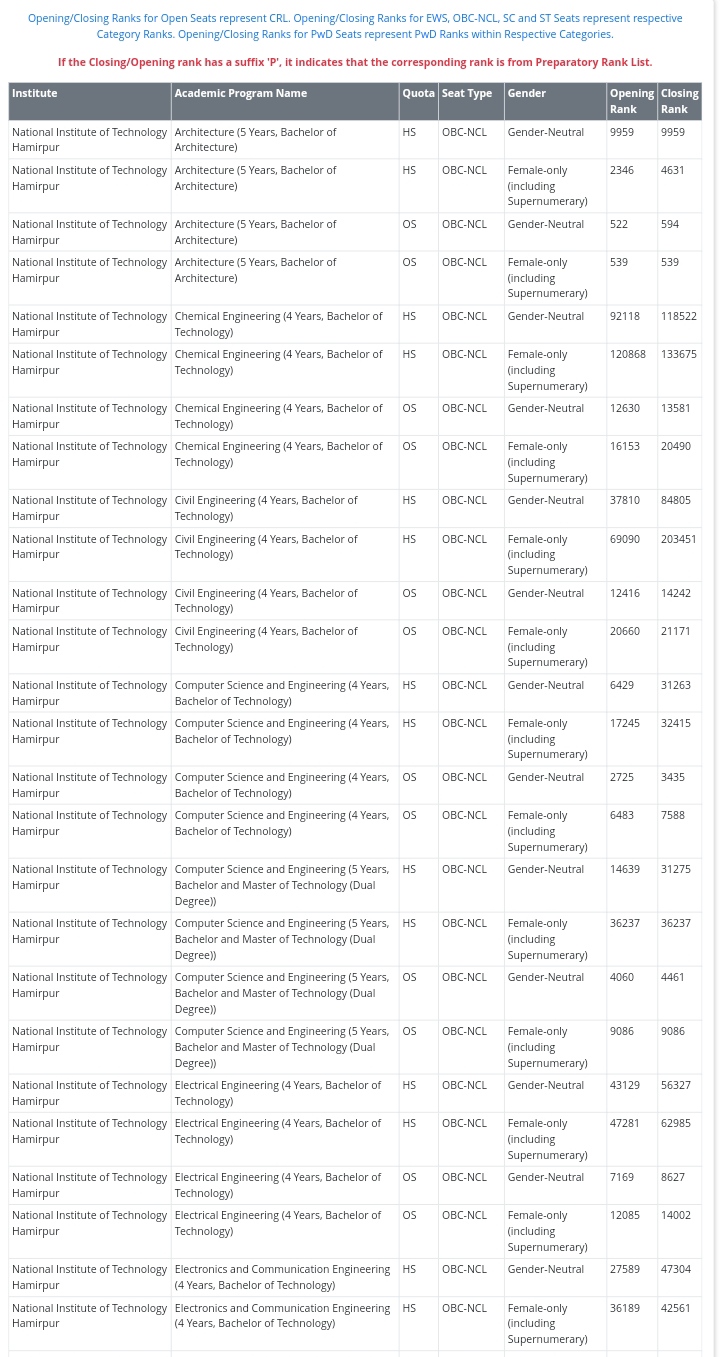 Opening/Closing Ranks for Open Seats represent CRL. Opening/Closing Ranks for EWS, OBC-NCL, SC and ST Seats represent respective
Category Ranks. Opening/Closing Ranks for PwD Seats represent PwD Ranks within Respective Categories.
If the Closing/Opening rank has a suffix 'P', it indicates that the corresponding rank is from Preparatory Rank List.
Institute Academic Program Name Quota Seat Type Gender Opening Closing
Rank Rank
National Institute of Technology Architecture (5 Years, Bachelor of HS OBC-NCL Gender-Neutral 9959 9959
Hamirpur Architecture)
National Institute of Technology Architecture (5 Years, Bachelor of HS OBC-NCL Female-only 2346 4631
Hamirpur Architecture) (including
Supernumerary)
National Institute of Technology Architecture (5 Years, Bachelor of OS OBC-NCL Gender-Neutral 522 594
Hamirpur Architecture)
National Institute of Technology Architecture (5 Years, Bachelor of OS OBC-NCL Female-only 539 539
Hamirpur Architecture) (including
Supernumerary)
National Institute of Technology Chemical Engineering (4 Years, Bachelor of HS OBC-NCL Gender-Neutral 92118 118522
Hamirpur Technology)
National Institute of Technology Chemical Engineering (4 Years, Bachelor of HS OBC-NCL Female-only 120868 133675
Hamirpur Technology) (including
Supernumerary)
National Institute of Technology Chemical Engineering (4 Years, Bachelor of OS OBC-NCL Gender-Neutral 12630 13581
Hamirpur Technology)
National Institute of Technology Chemical Engineering (4 Years, Bachelor of OS OBC-NCL Female-only 16153 20490
Hamirpur Technology) (including
Supernumerary)
National Institute of Technology Civil Engineering (4 Years, Bachelor of HS OBC-NCL Gender-Neutral 37810 84805
Hamirpur Technology)
National Institute of Technology Civil Engineering (4 Years, Bachelor of HS OBC-NCL Female-only 69090 203451
Hamirpur Technology) (including
Supernumerary)
National Institute of Technology Civil Engineering (4 Years, Bachelor of OS OBC-NCL Gender-Neutral 12416 14242
Hamirpur Technology)
National Institute of Technology Civil Engineering (4 Years, Bachelor of OS OBC-NCL Female-only 20660 21171
Hamirpur Technology) (including
Supernumerary)
National Institute of Technology Computer Science and Engineering (4 Years, HS OBC-NCL Gender-Neutral 6429 31263
Hamirpur Bachelor of Technology)
National Institute of Technology Computer Science and Engineering (4 Years, HS OBC-NCL Female-only 17245 32415
Hamirpur Bachelor of Technology) (including
Supernumerary)
National Institute of Technology Computer Science and Engineering (4 Years, OS OBC-NCL Gender-Neutral 2725 3435
Hamirpur Bachelor of Technology)
National Institute of Technology Computer Science and Engineering (4 Years, OS OBC-NCL Female-only 6483 7588
Hamirpur Bachelor of Technology) (including
Supernumerary)
National Institute of Technology Computer Science and Engineering (5 Years, HS OBC-NCL Gender-Neutral 14639 31275
Hamirpur Bachelor and Master of Technology (Dual
Degree))
National Institute of Technology Computer Science and Engineering (5 Years, HS OBC-NCL Female-only 36237 36237
Hamirpur Bachelor and Master of Technology (Dual (including
Degree)) Supernumerary)
National Institute of Technology Computer Science and Engineering (5 Years, OS OBC-NCL Gender-Neutral 4060 4461
Hamirpur Bachelor and Master of Technology (Dual
Degree))
National Institute of Technology Computer Science and Engineering (5 Years, OS OBC-NCL Female-only 9086 9086
Hamirpur Bachelor and Master of Technology (Dual (including
Degree)) Supernumerary)
National Institute of Technology Electrical Engineering (4 Years, Bachelor of HS OBC-NCL Gender-Neutral 43129 56327
Hamirpur Technology)
National Institute of Technology Electrical Engineering (4 Years, Bachelor of HS OBC-NCL Female-only 47281 62985
Hamirpur Technology) (including
Supernumerary)
National Institute of Technology Electrical Engineering (4 Years, Bachelor of OS OBC-NCL Gender-Neutral 7169 8627
Hamirpur Technology)
National Institute of Technology Electrical Engineering (4 Years, Bachelor of OS OBC-NCL Female-only 12085 14002
Hamirpur Technology) (including
Supernumerary)
National Institute of Technology Electronics and Communication Engineering HS OBC-NCL Gender-Neutral 27589 47304
Hamirpur (4 Years, Bachelor of Technology)
National Institute of Technology Electronics and Communication Engineering HS OBC-NCL Female-only 36189 42561
Hamirpur (4 Years, Bachelor of Technology) (including
Supernumerary)